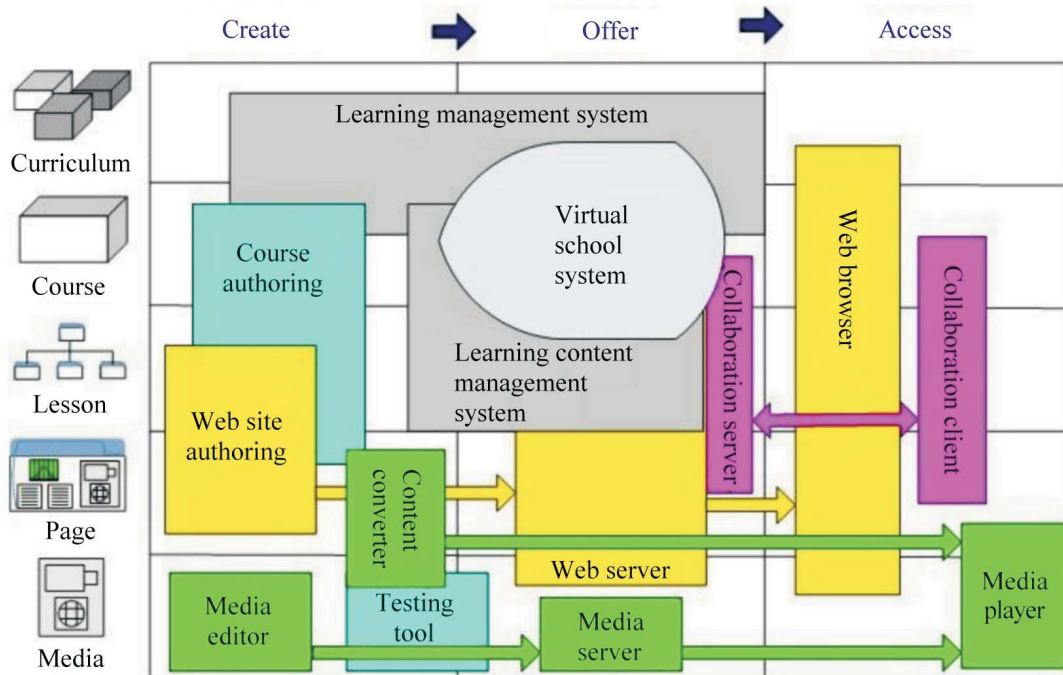 Create
Offer
Access
Curriculum
Course
Lesson
Page
Media
Learning management system
Virtual
school
system
Course
authoring
Web site
authoring
Learning content
management
system
Collaboration server
Web browser
Collaboration client
Content
converter
Web server
Media
editor
Testing
tool
Media
server
Media
player